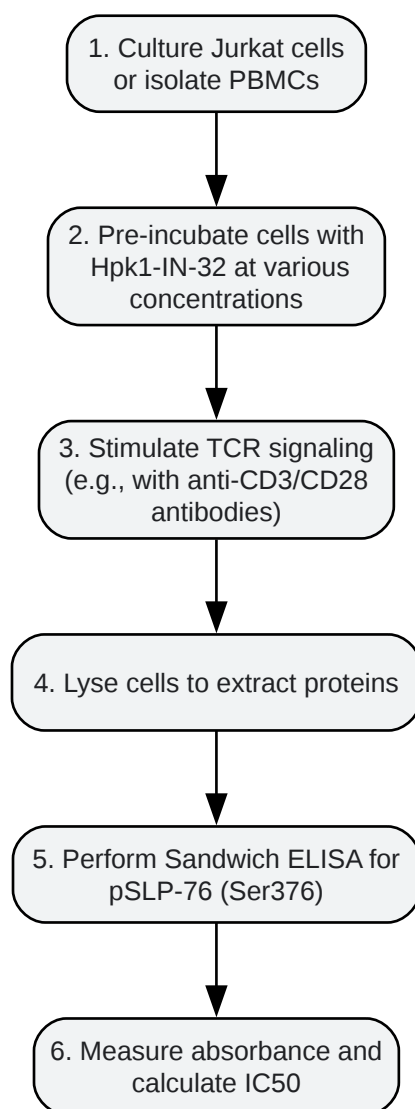 1. Culture Jurkat cells
or isolate PBMCs
2. Pre-incubate cells with
Hpk1-IN-32 at various
concentrations
3. Stimulate TCR signaling
(e.g., with anti-CD3/CD28
antibodies)
4. Lyse cells to extract proteins
5. Perform Sandwich ELISA for
pSLP-76 (Ser376)
6. Measure absorbance and
calculate IC50